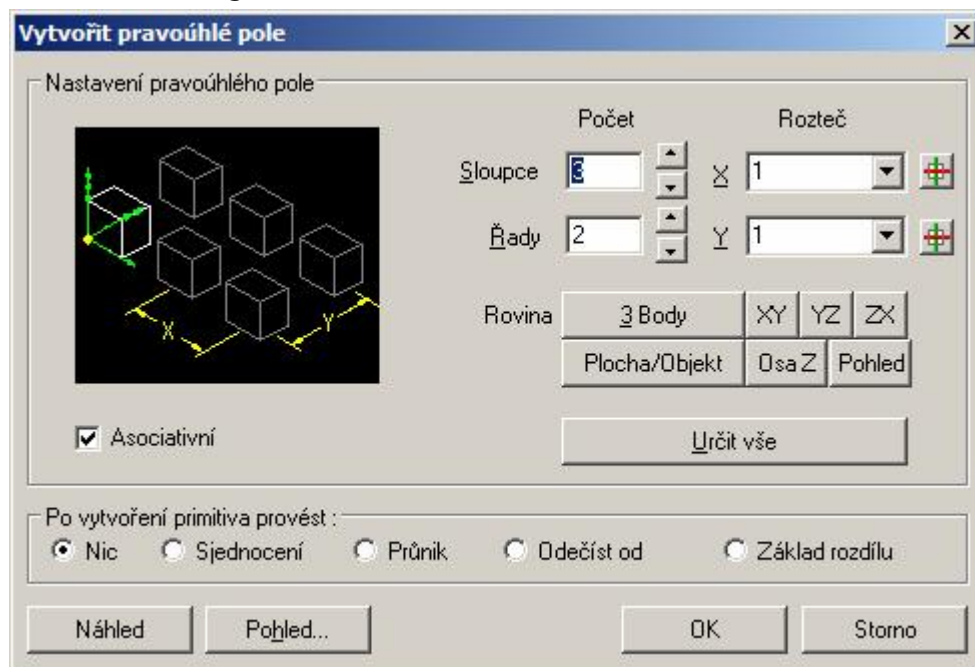 Vytvořit pravoúhlé pole
Nastavení pravoúhlého pole
Počet Rozteč
Sloupce 3 X 1
Řady 2 Y 1
X Y
Rovina 3 Body XY YZ ZX
Plocha/Objekt Osa Z Pohled
Asociativní
Určit vše
Po vytvoření primitiva provést :
Nic Sjednocení Průnik Odečíst od Základ rozdílu
Náhled Pohled... OK Storno